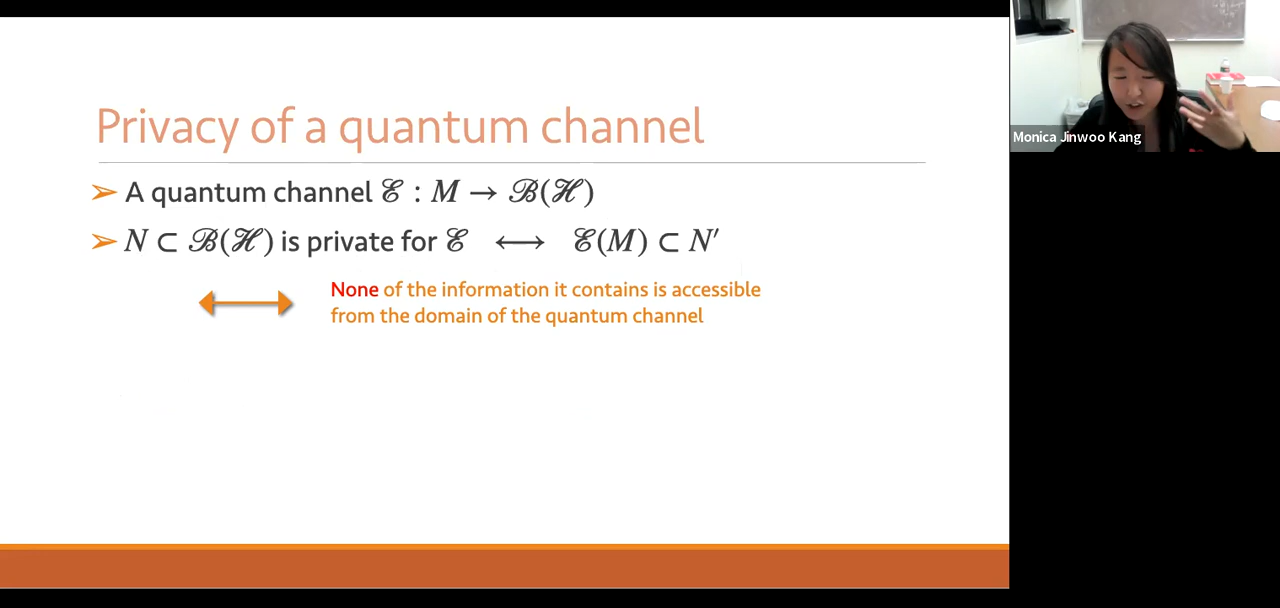 Privacy of a quantum channel
➢ A quantum channel ℰ : M → ℬ(ℋ)
➢ N ⊂ ℬ(ℋ) is private for ℰ ⟷ ℰ(M) ⊂ N′
None of the information it contains is accessible
from the domain of the quantum channel
Monica Jinwoo Kang